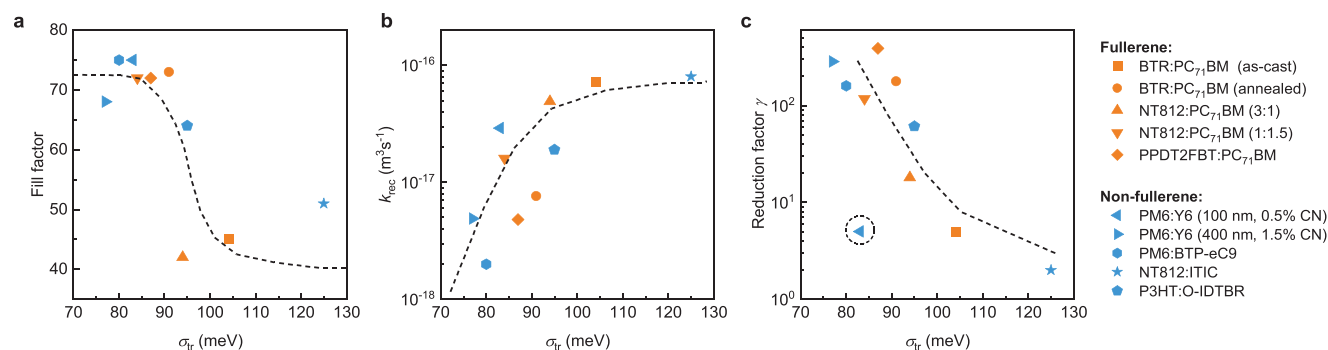 a
Fill factor
80
70
60
50
40
70 80 90 100 110 120 130
σtr (meV)
b
krec (m³s⁻¹)
10⁻¹⁶
10⁻¹⁷
10⁻¹⁸
70 80 90 100 110 120 130
σtr (meV)
c
Reduction factor γ
10²
10¹
10⁰
70 80 90 100 110 120 130
σtr (meV)
Fullerene:
BTR:PC₇₁BM (as-cast)
BTR:PC₇₁BM (annealed)
NT812:PC₇₁BM (3:1)
NT812:PC₇₁BM (1:1.5)
PPDT2FBT:PC₇₁BM
Non-fullerene:
PM6:Y6 (100 nm, 0.5% CN)
PM6:Y6 (400 nm, 1.5% CN)
PM6:BTP-eC9
NT812:ITIC
P3HT:O-IDTBR